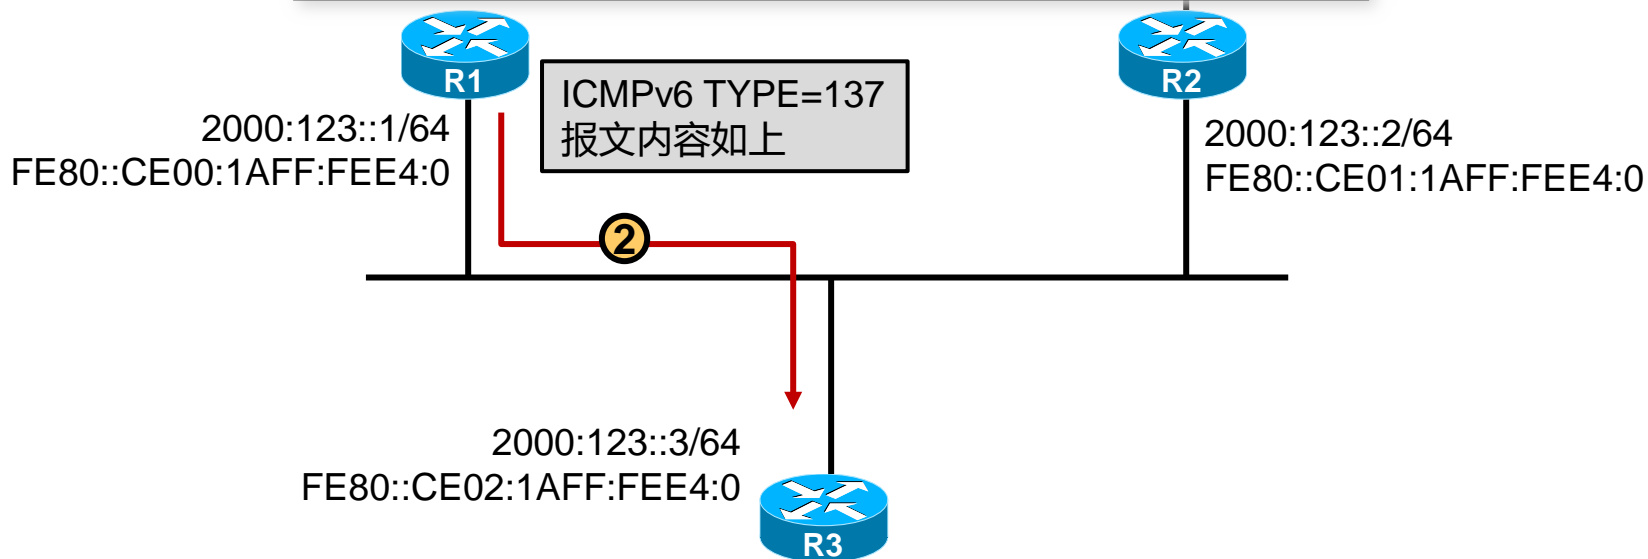 R1
R2
ICMPv6 TYPE=137
报文内容如上
2000:123::1/64
FE80::CE00:1AFF:FEE4:0
2000:123::2/64
FE80::CE01:1AFF:FEE4:0
2
2000:123::3/64
FE80::CE02:1AFF:FEE4:0
R3